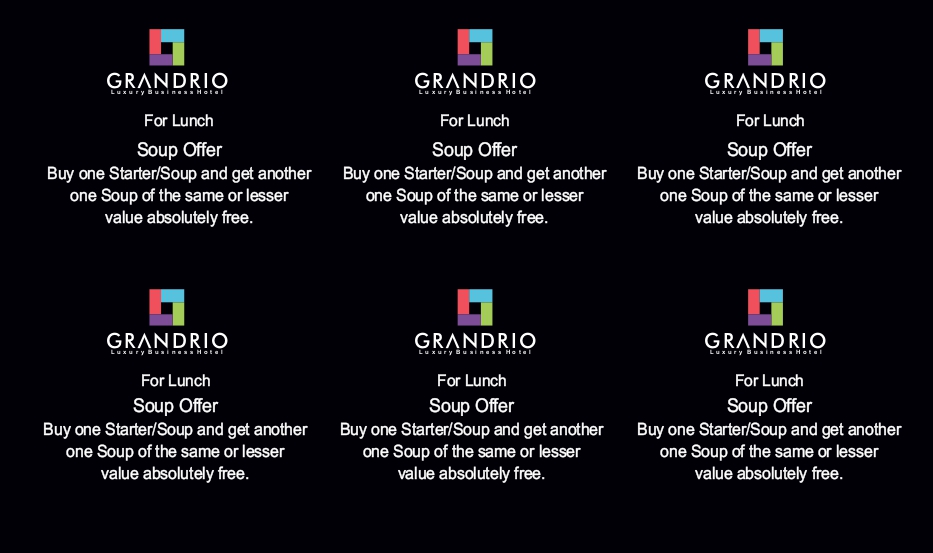 GRANDRIO
Luxury Business Hotel
For Lunch
Soup Offer
Buy one Starter/Soup and get another
one Soup of the same or lesser
value absolutely free.
GRANDRIO
Luxury Business Hotel
For Lunch
Soup Offer
Buy one Starter/Soup and get another
one Soup of the same or lesser
value absolutely free.
GRANDRIO
Luxury Business Hotel
For Lunch
Soup Offer
Buy one Starter/Soup and get another
one Soup of the same or lesser
value absolutely free.
GRANDRIO
Luxury Business Hotel
For Lunch
Soup Offer
Buy one Starter/Soup and get another
one Soup of the same or lesser
value absolutely free.
GRANDRIO
Luxury Business Hotel
For Lunch
Soup Offer
Buy one Starter/Soup and get another
one Soup of the same or lesser
value absolutely free.
GRANDRIO
Luxury Business Hotel
For Lunch
Soup Offer
Buy one Starter/Soup and get another
one Soup of the same or lesser
value absolutely free.